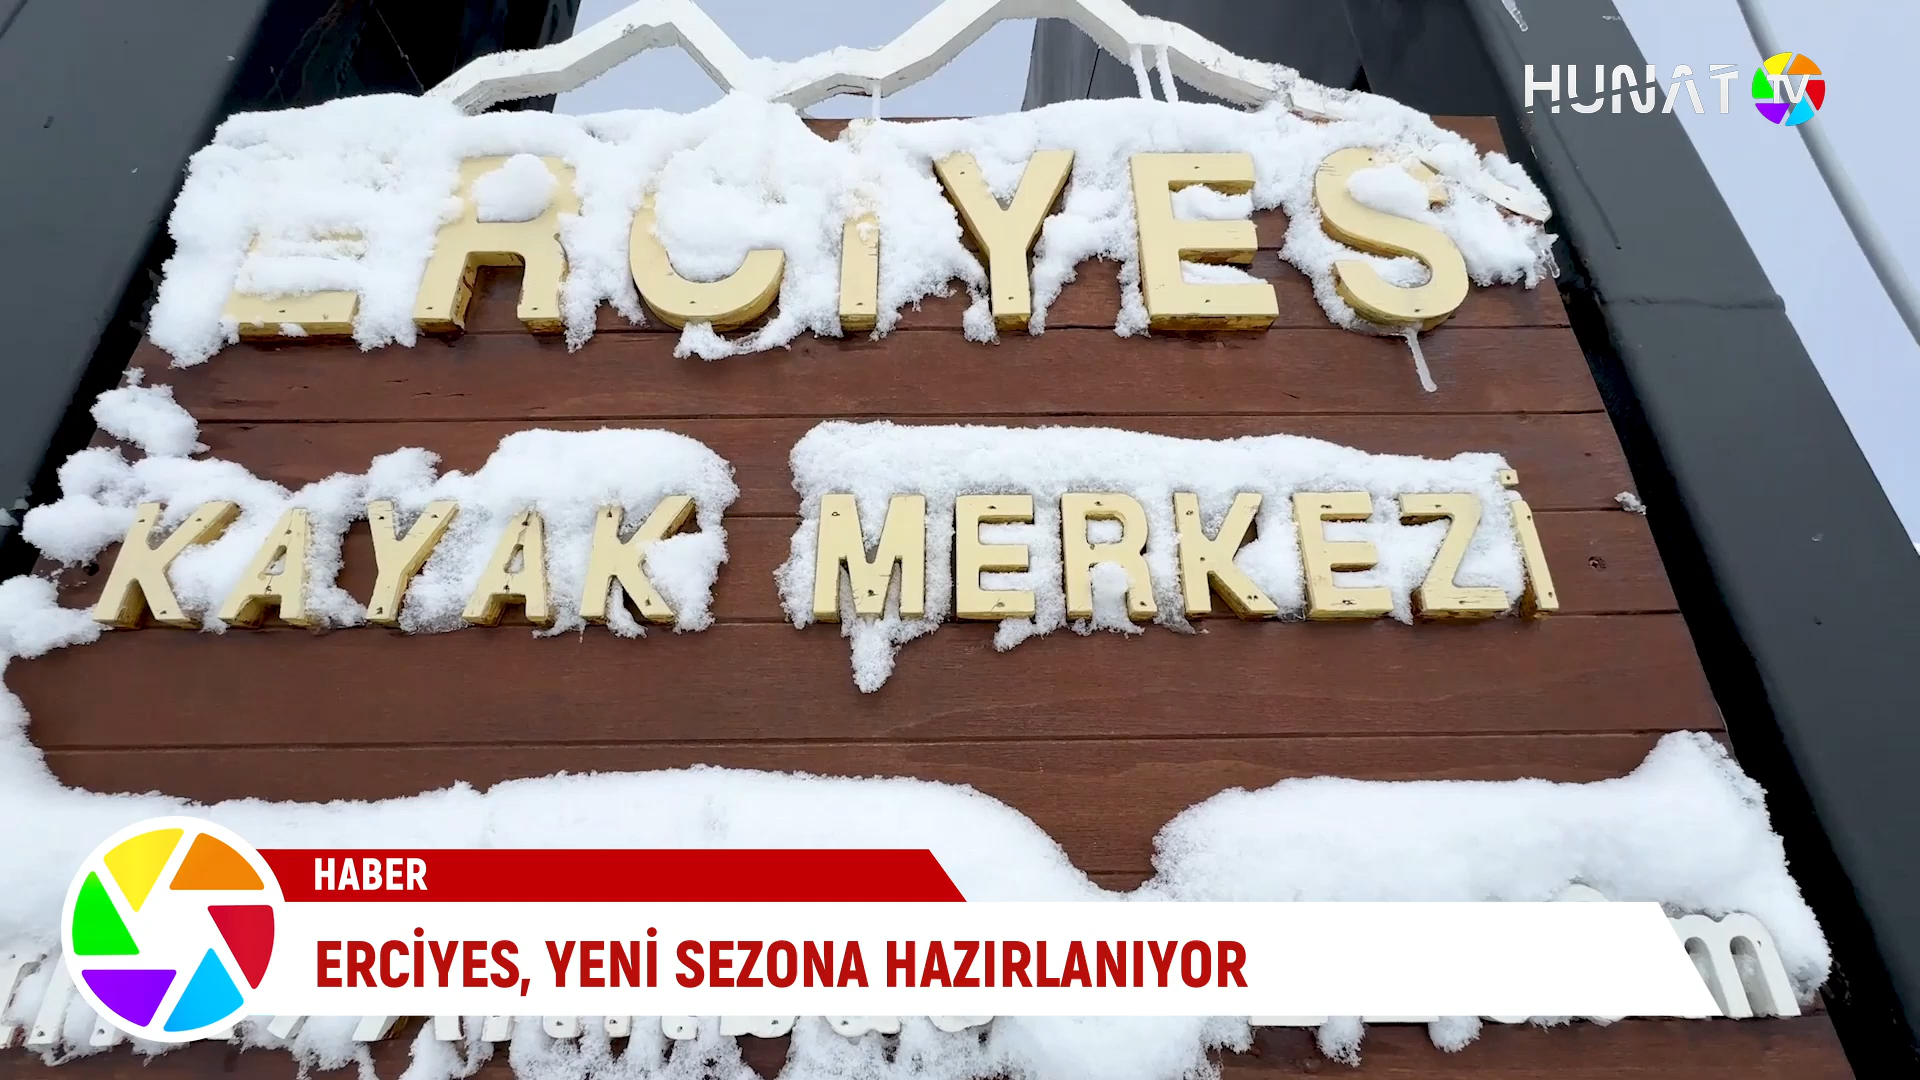 HUNAT TV
ERCİYES
KAYAK MERKEZİ
HABER
ERCİYES, YENİ SEZONA HAZIRLANIYOR